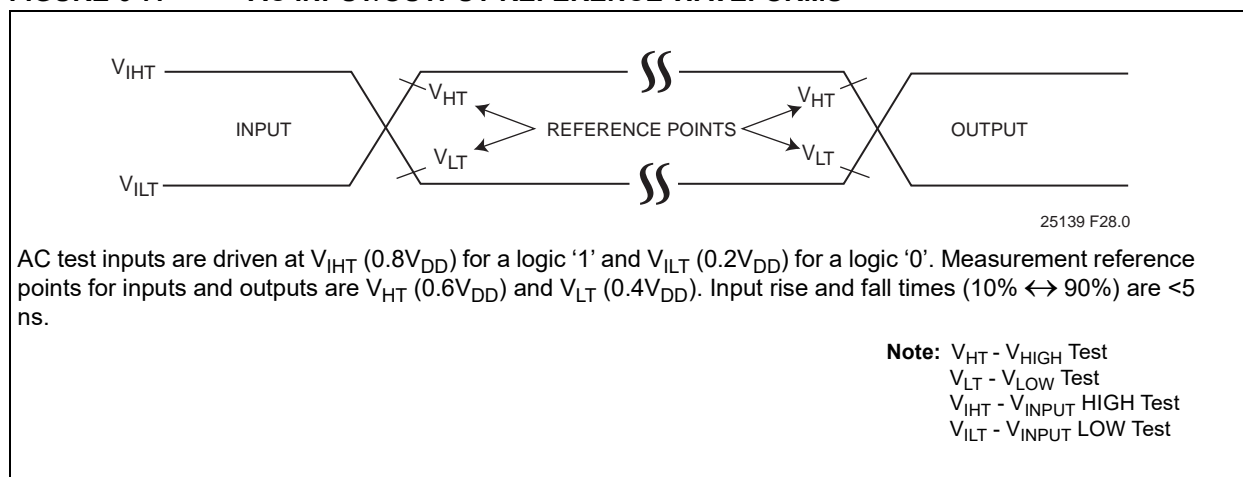 V_IHT
V_HT
V_HT
INPUT
REFERENCE POINTS
OUTPUT
V_LT
V_LT
V_ILT
25139 F28.0
AC test inputs are driven at V_IHT (0.8V_DD) for a logic ‘1’ and V_ILT (0.2V_DD) for a logic ‘0’. Measurement reference
points for inputs and outputs are V_HT (0.6V_DD) and V_LT (0.4V_DD). Input rise and fall times (10% ↔ 90%) are <5
ns.
Note: V_HT - V_HIGH Test
V_LT - V_LOW Test
V_IHT - V_INPUT HIGH Test
V_ILT - V_INPUT LOW Test